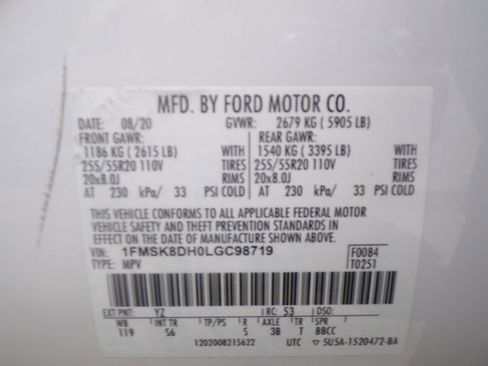 MFD. BY FORD MOTOR CO.
DATE: 08/20 GVWR: 2679 KG ( 5905 LB)
FRONT GAWR: REAR GAWR:
1186 KG ( 2615 LB) WITH 1540 KG ( 3395 LB) WITH
255/55R20 110V TIRES 255/55R20 110V TIRES
20x8.0J RIMS 20x8.0J RIMS
AT 230 kPa/ 33 PSI COLD AT 230 kPa/ 33 PSI COLD
THIS VEHICLE CONFORMS TO ALL APPLICABLE FEDERAL MOTOR
VEHICLE SAFETY AND THEFT PREVENTION STANDARDS IN
EFFECT ON THE DATE OF MANUFACTURE SHOWN ABOVE.
VIN: 1FMSK8DH0LGC98719 F0084
TYPE: MPV T0251
EXT PNT: YZ RC: 53 DSO:
WB INT TR TP/PS R AXLE TR SPR
119 56 S 38 T BBCC
1202008215622 UTC 5U5A-1520472-BA